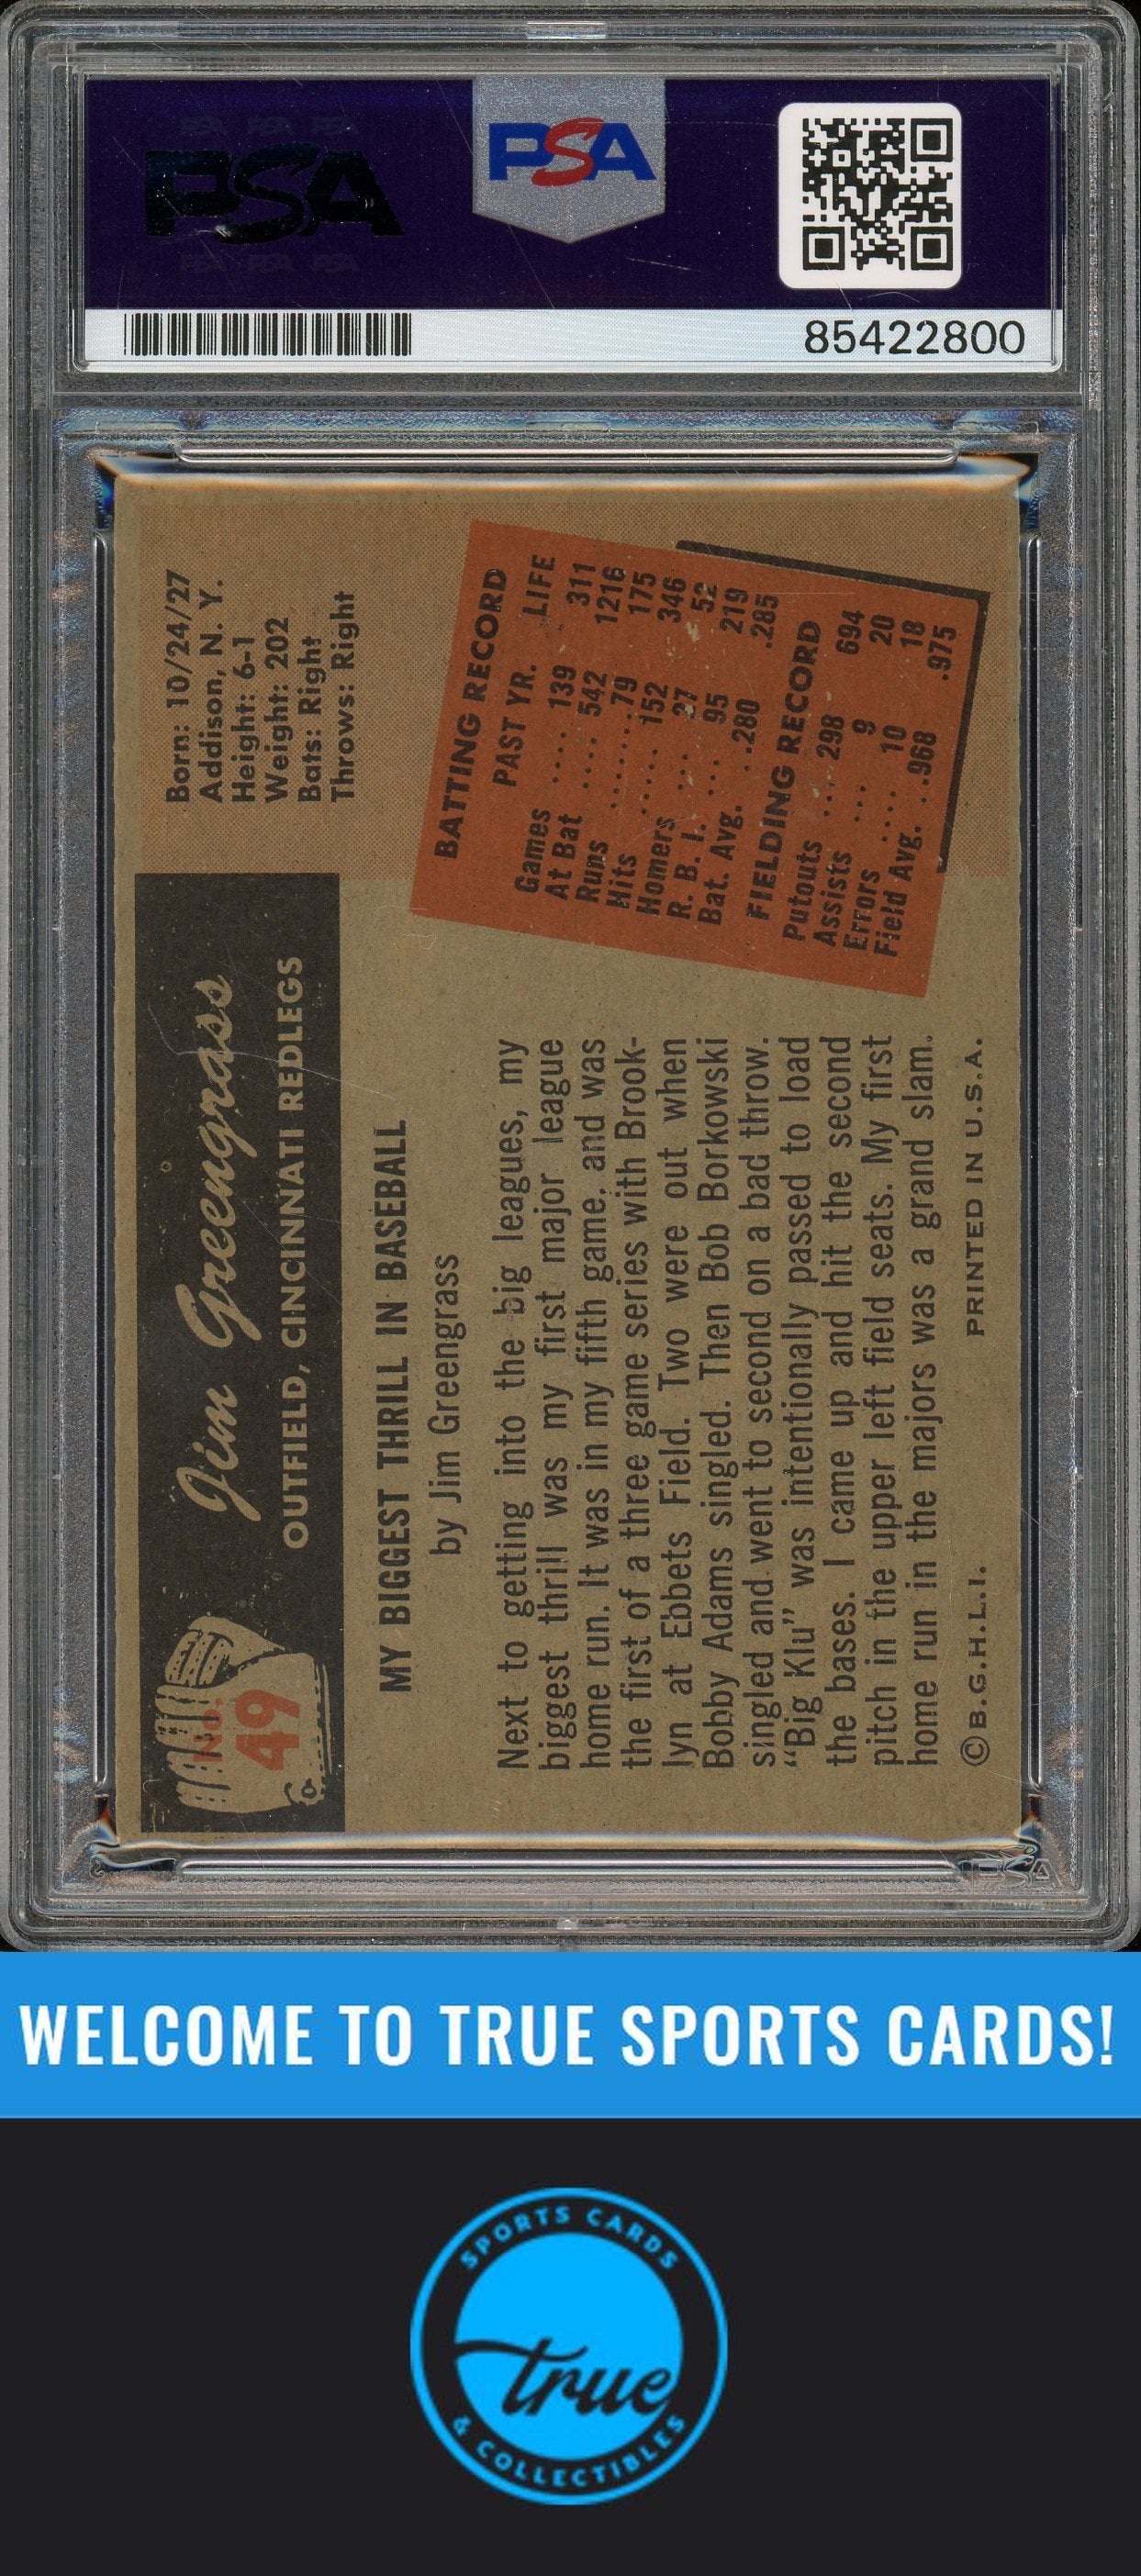 PSA PSA PSA
PSA
PSA PSA PSA
PSA
85422800
No.
49
Jim Greengrass
OUTFIELD, CINCINNATI REDLEGS
MY BIGGEST THRILL IN BASEBALL
by Jim Greengrass
Next to getting into the big leagues, my
biggest thrill was my first major league
home run. It was in my fifth game, and was
the first of a three game series with Brook-
lyn at Ebbets Field. Two were out when
Bobby Adams singled. Then Bob Borkowski
singled and went to second on a bad throw.
“Big Klu” was intentionally passed to load
the bases. I came up and hit the second
pitch in the upper left field seats. My first
home run in the majors was a grand slam.
© B.G.H.L.I. PRINTED IN U.S.A.
Born: 10/24/27
Addison, N. Y.
Height: 6-1
Weight: 202
Bats: Right
Throws: Right
BATTING RECORD
PAST YR. LIFE
Games .... 139 311
At Bat .... 542 1216
Runs ...... 79 175
Hits ..... 152 346
Homers ... 27 52
R. B. I. ... 95 219
Bat. Avg. . .280 .285
FIELDING RECORD
Putouts ... 298 694
Assists ... 9 20
Errors .... 10 18
Field Avg. . .968 .975
PSA
WELCOME TO TRUE SPORTS CARDS!
SPORTS CARDS
true
& COLLECTIBLES